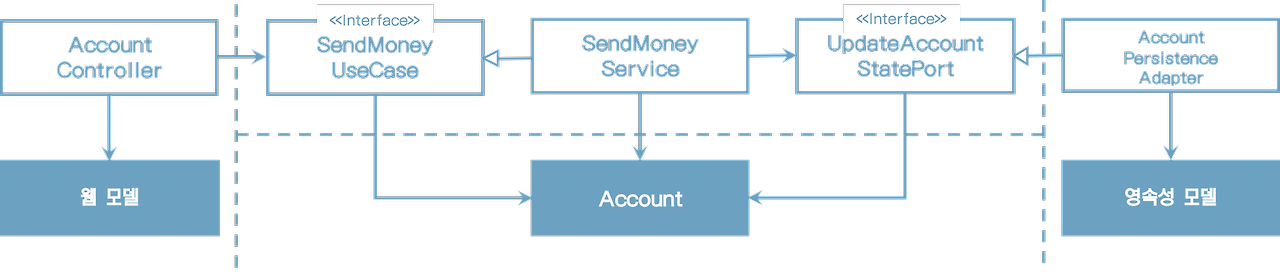 Account
Controller
<<Interface>>
SendMoney
UseCase
SendMoney
Service
<<Interface>>
UpdateAccount
StatePort
Account
Persistence
Adapter
웹 모델
Account
영속성 모델